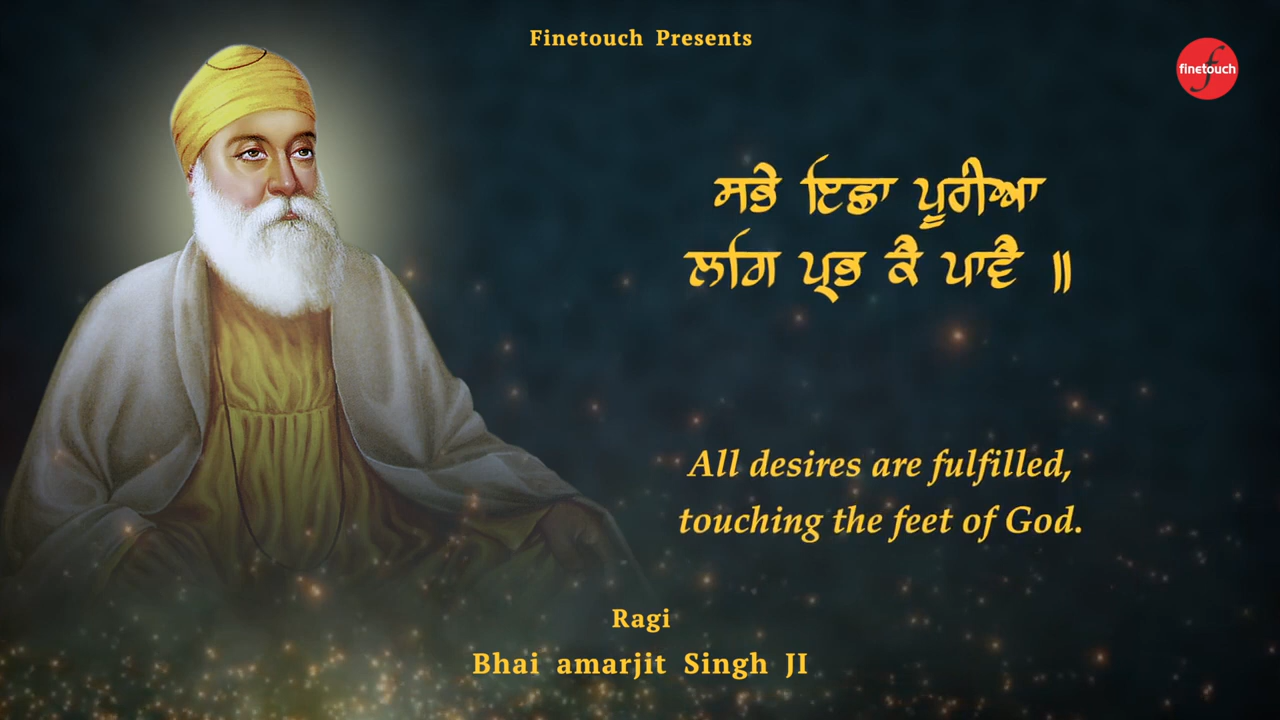 Finetouch Presents
finetouch
ਸਭੇ ਇਛਾ ਪੂਰੀਆ
ਲਗਿ ਪ੍ਰਭ ਕੈ ਪਾਵੈ ॥
All desires are fulfilled,
touching the feet of God.
Ragi
Bhai amarjit Singh JI